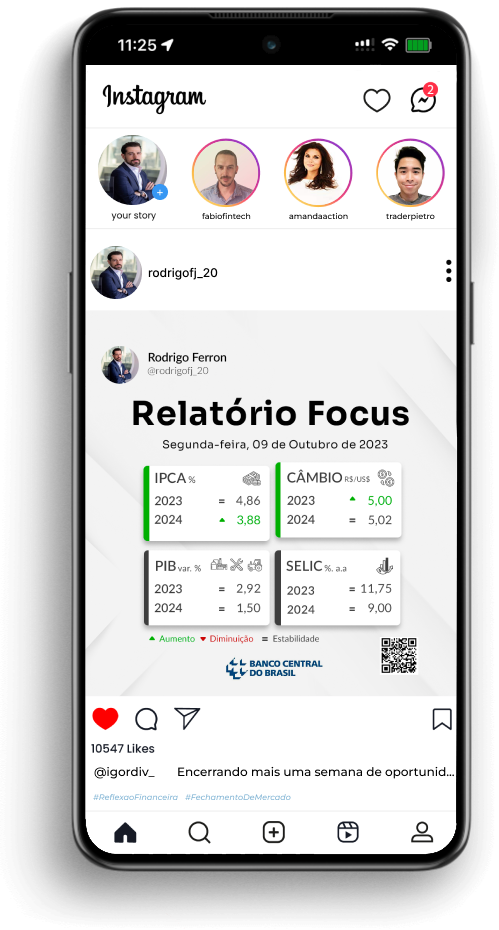 11:25
Instagram
2
your story
fabiofintech
amandaaction
traderpietro
rodrigofj_20
Rodrigo Ferron
@rodrigofj_20
Relatório Focus
Segunda-feira, 09 de Outubro de 2023
IPCA %
2023 = 4,86
2024 ▲ 3,88
CÂMBIO R$/US$
2023 ▲ 5,00
2024 = 5,02
PIB var. %
2023 = 2,92
2024 = 1,50
SELIC %. a.a
2023 = 11,75
2024 = 9,00
▲ Aumento ▼ Diminuição = Estabilidade
BANCO CENTRAL
DO BRASIL
10547 Likes
@igordiv_ Encerrando mais uma semana de oportunid...
#ReflexaoFinanceira #FechamentoDeMercado